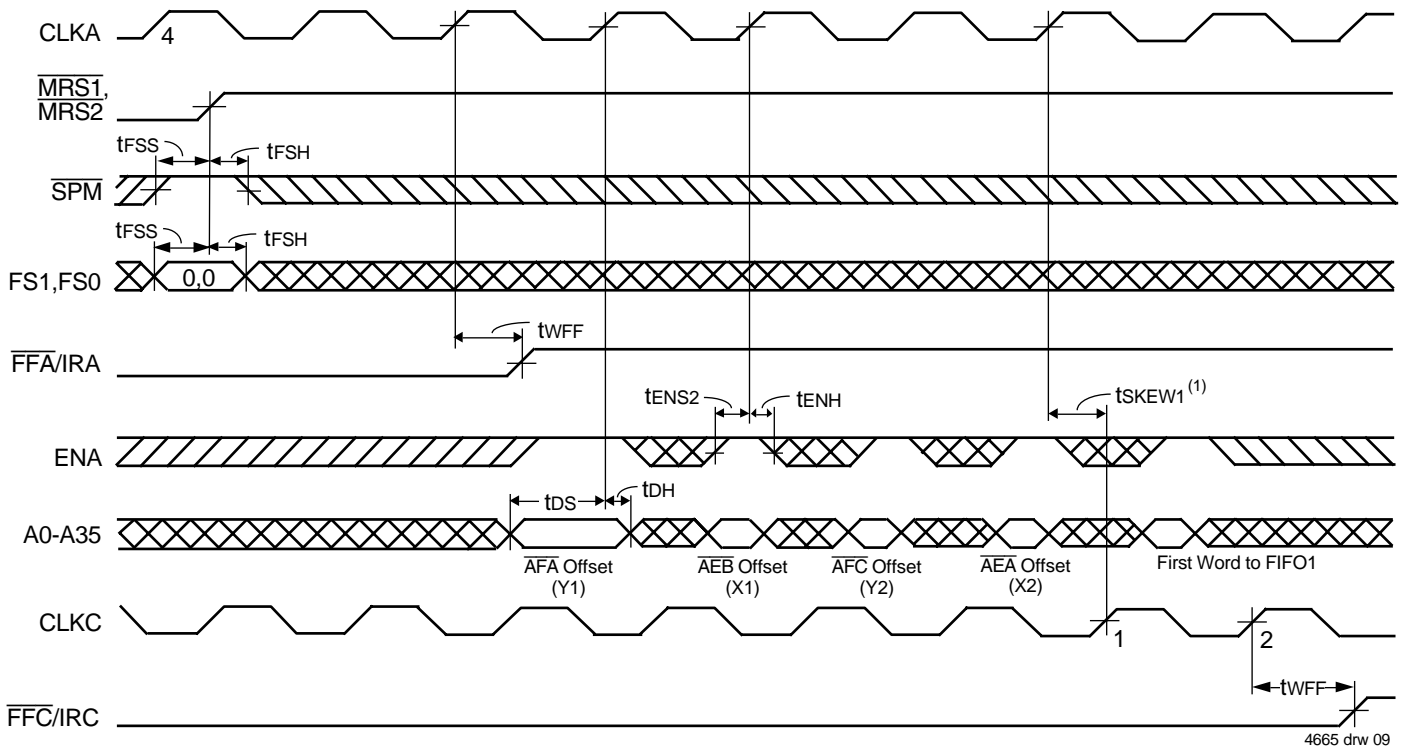 CLKA
4
MRS1,
MRS2
tFSS
tFSH
SPM
tFSS
tFSH
FS1,FS0
0,0
tWFF
FFA/IRA
tENS2
tENH
tSKEW1 (1)
ENA
tDS
tDH
A0-A35
AFA Offset
(Y1)
AEB Offset
(X1)
AFC Offset
(Y2)
AEA Offset
(X2)
First Word to FIFO1
CLKC
1
2
tWFF
FFC/IRC
4665 drw 09